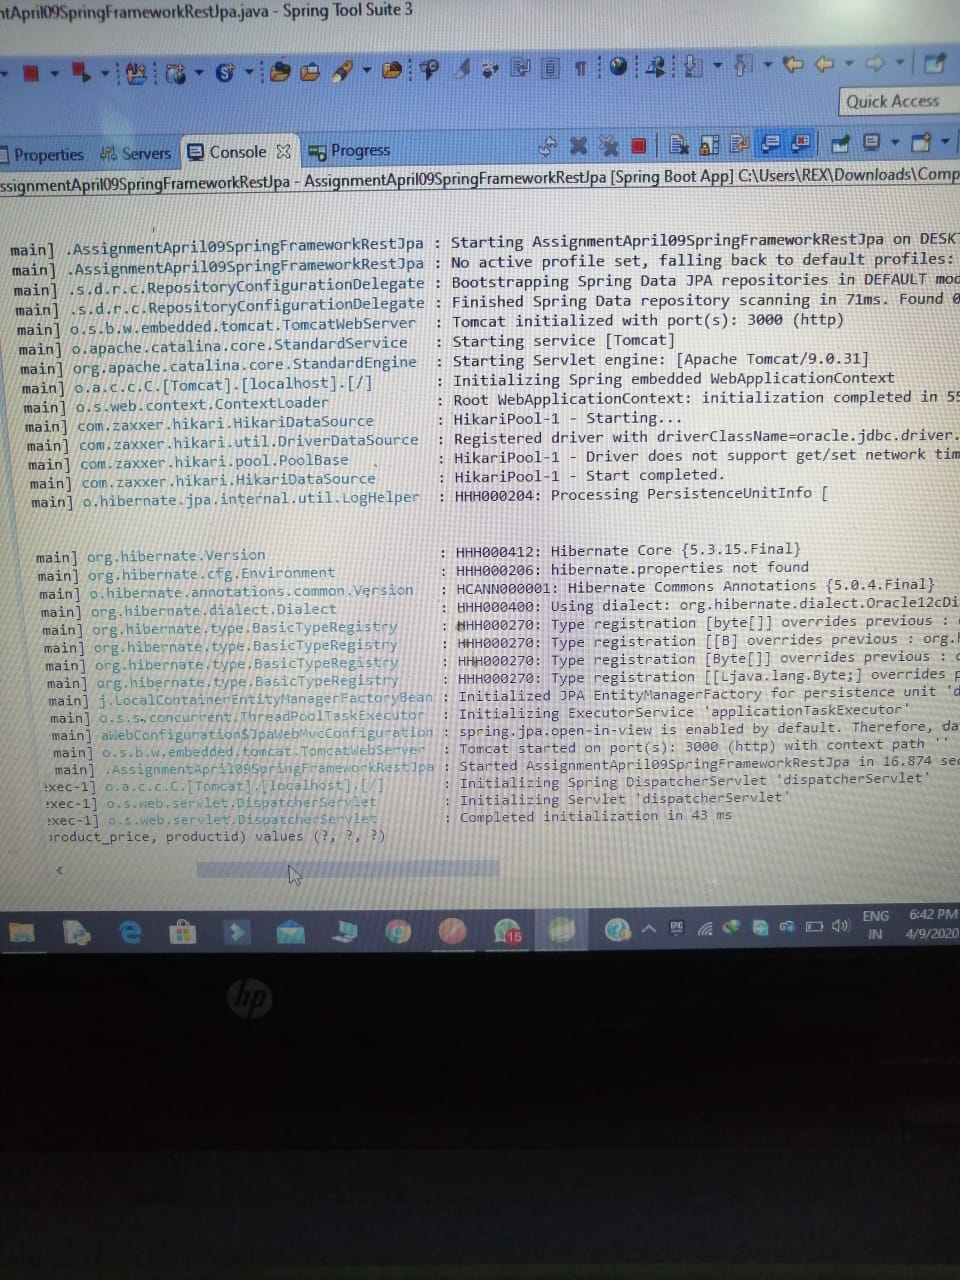 ntApril09SpringFrameworkRestJpa.java - Spring Tool Suite 3
Quick Access
Properties Servers Console Progress
ssignmentApril09SpringFrameworkRestJpa - AssignmentApril09SpringFrameworkRestJpa [Spring Boot App] C:\Users\REX\Downloads\Comp
main] .AssignmentApril09SpringFrameworkRestJpa : Starting AssignmentApril09SpringFrameworkRestJpa on DESK
main] .AssignmentApril09SpringFrameworkRestJpa : No active profile set, falling back to default profiles:
main] .s.d.r.c.RepositoryConfigurationDelegate : Bootstrapping Spring Data JPA repositories in DEFAULT mod
main] .s.d.r.c.RepositoryConfigurationDelegate : Finished Spring Data repository scanning in 71ms. Found 0
main] o.s.b.w.embedded.tomcat.TomcatWebServer : Tomcat initialized with port(s): 3000 (http)
main] o.apache.catalina.core.StandardService : Starting service [Tomcat]
main] org.apache.catalina.core.StandardEngine : Starting Servlet engine: [Apache Tomcat/9.0.31]
main] o.a.c.c.C.[Tomcat].[localhost].[/] : Initializing Spring embedded WebApplicationContext
main] o.s.web.context.ContextLoader : Root WebApplicationContext: initialization completed in 55
main] com.zaxxer.hikari.HikariDataSource : HikariPool-1 - Starting...
main] com.zaxxer.hikari.util.DriverDataSource : Registered driver with driverClassName=oracle.jdbc.driver.
main] com.zaxxer.hikari.pool.PoolBase : HikariPool-1 - Driver does not support get/set network tim
main] com.zaxxer.hikari.HikariDataSource : HikariPool-1 - Start completed.
main] o.hibernate.jpa.internal.util.LogHelper : HHH000204: Processing PersistenceUnitInfo [
main] org.hibernate.Version : HHH000412: Hibernate Core {5.3.15.Final}
main] org.hibernate.cfg.Environment : HHH000206: hibernate.properties not found
main] o.hibernate.annotations.common.Version : HCANN000001: Hibernate Commons Annotations {5.0.4.Final}
main] org.hibernate.dialect.Dialect : HHH000400: Using dialect: org.hibernate.dialect.Oracle12cDi
main] org.hibernate.type.BasicTypeRegistry : HHH000270: Type registration [byte[]] overrides previous :
main] org.hibernate.type.BasicTypeRegistry : HHH000270: Type registration [[B] overrides previous : org.h
main] org.hibernate.type.BasicTypeRegistry : HHH000270: Type registration [Byte[]] overrides previous :
main] org.hibernate.type.BasicTypeRegistry : HHH000270: Type registration [[Ljava.lang.Byte;] overrides p
main] j.LocalContainerEntityManagerFactoryBean : Initialized JPA EntityManagerFactory for persistence unit 'd
main] o.s.s.concurrent.ThreadPoolTaskExecutor : Initializing ExecutorService 'applicationTaskExecutor'
main] aWebConfiguration$JpaWebMvcConfiguration : spring.jpa.open-in-view is enabled by default. Therefore, da
main] o.s.b.w.embedded.tomcat.TomcatWebServer : Tomcat started on port(s): 3000 (http) with context path ''
main] .AssignmentApril09SpringFrameworkRestJpa : Started AssignmentApril09SpringFrameworkRestJpa in 16.874 sec
exec-1] o.a.c.c.C.[Tomcat].[localhost].[/] : Initializing Spring DispatcherServlet 'dispatcherServlet'
exec-1] o.s.web.servlet.DispatcherServlet : Initializing Servlet 'dispatcherServlet'
exec-1] o.s.web.servlet.DispatcherServlet : Completed initialization in 43 ms
product_price, productid) values (?, ?, ?)
15
ENG
IN
6:42 PM
4/9/2020
hp